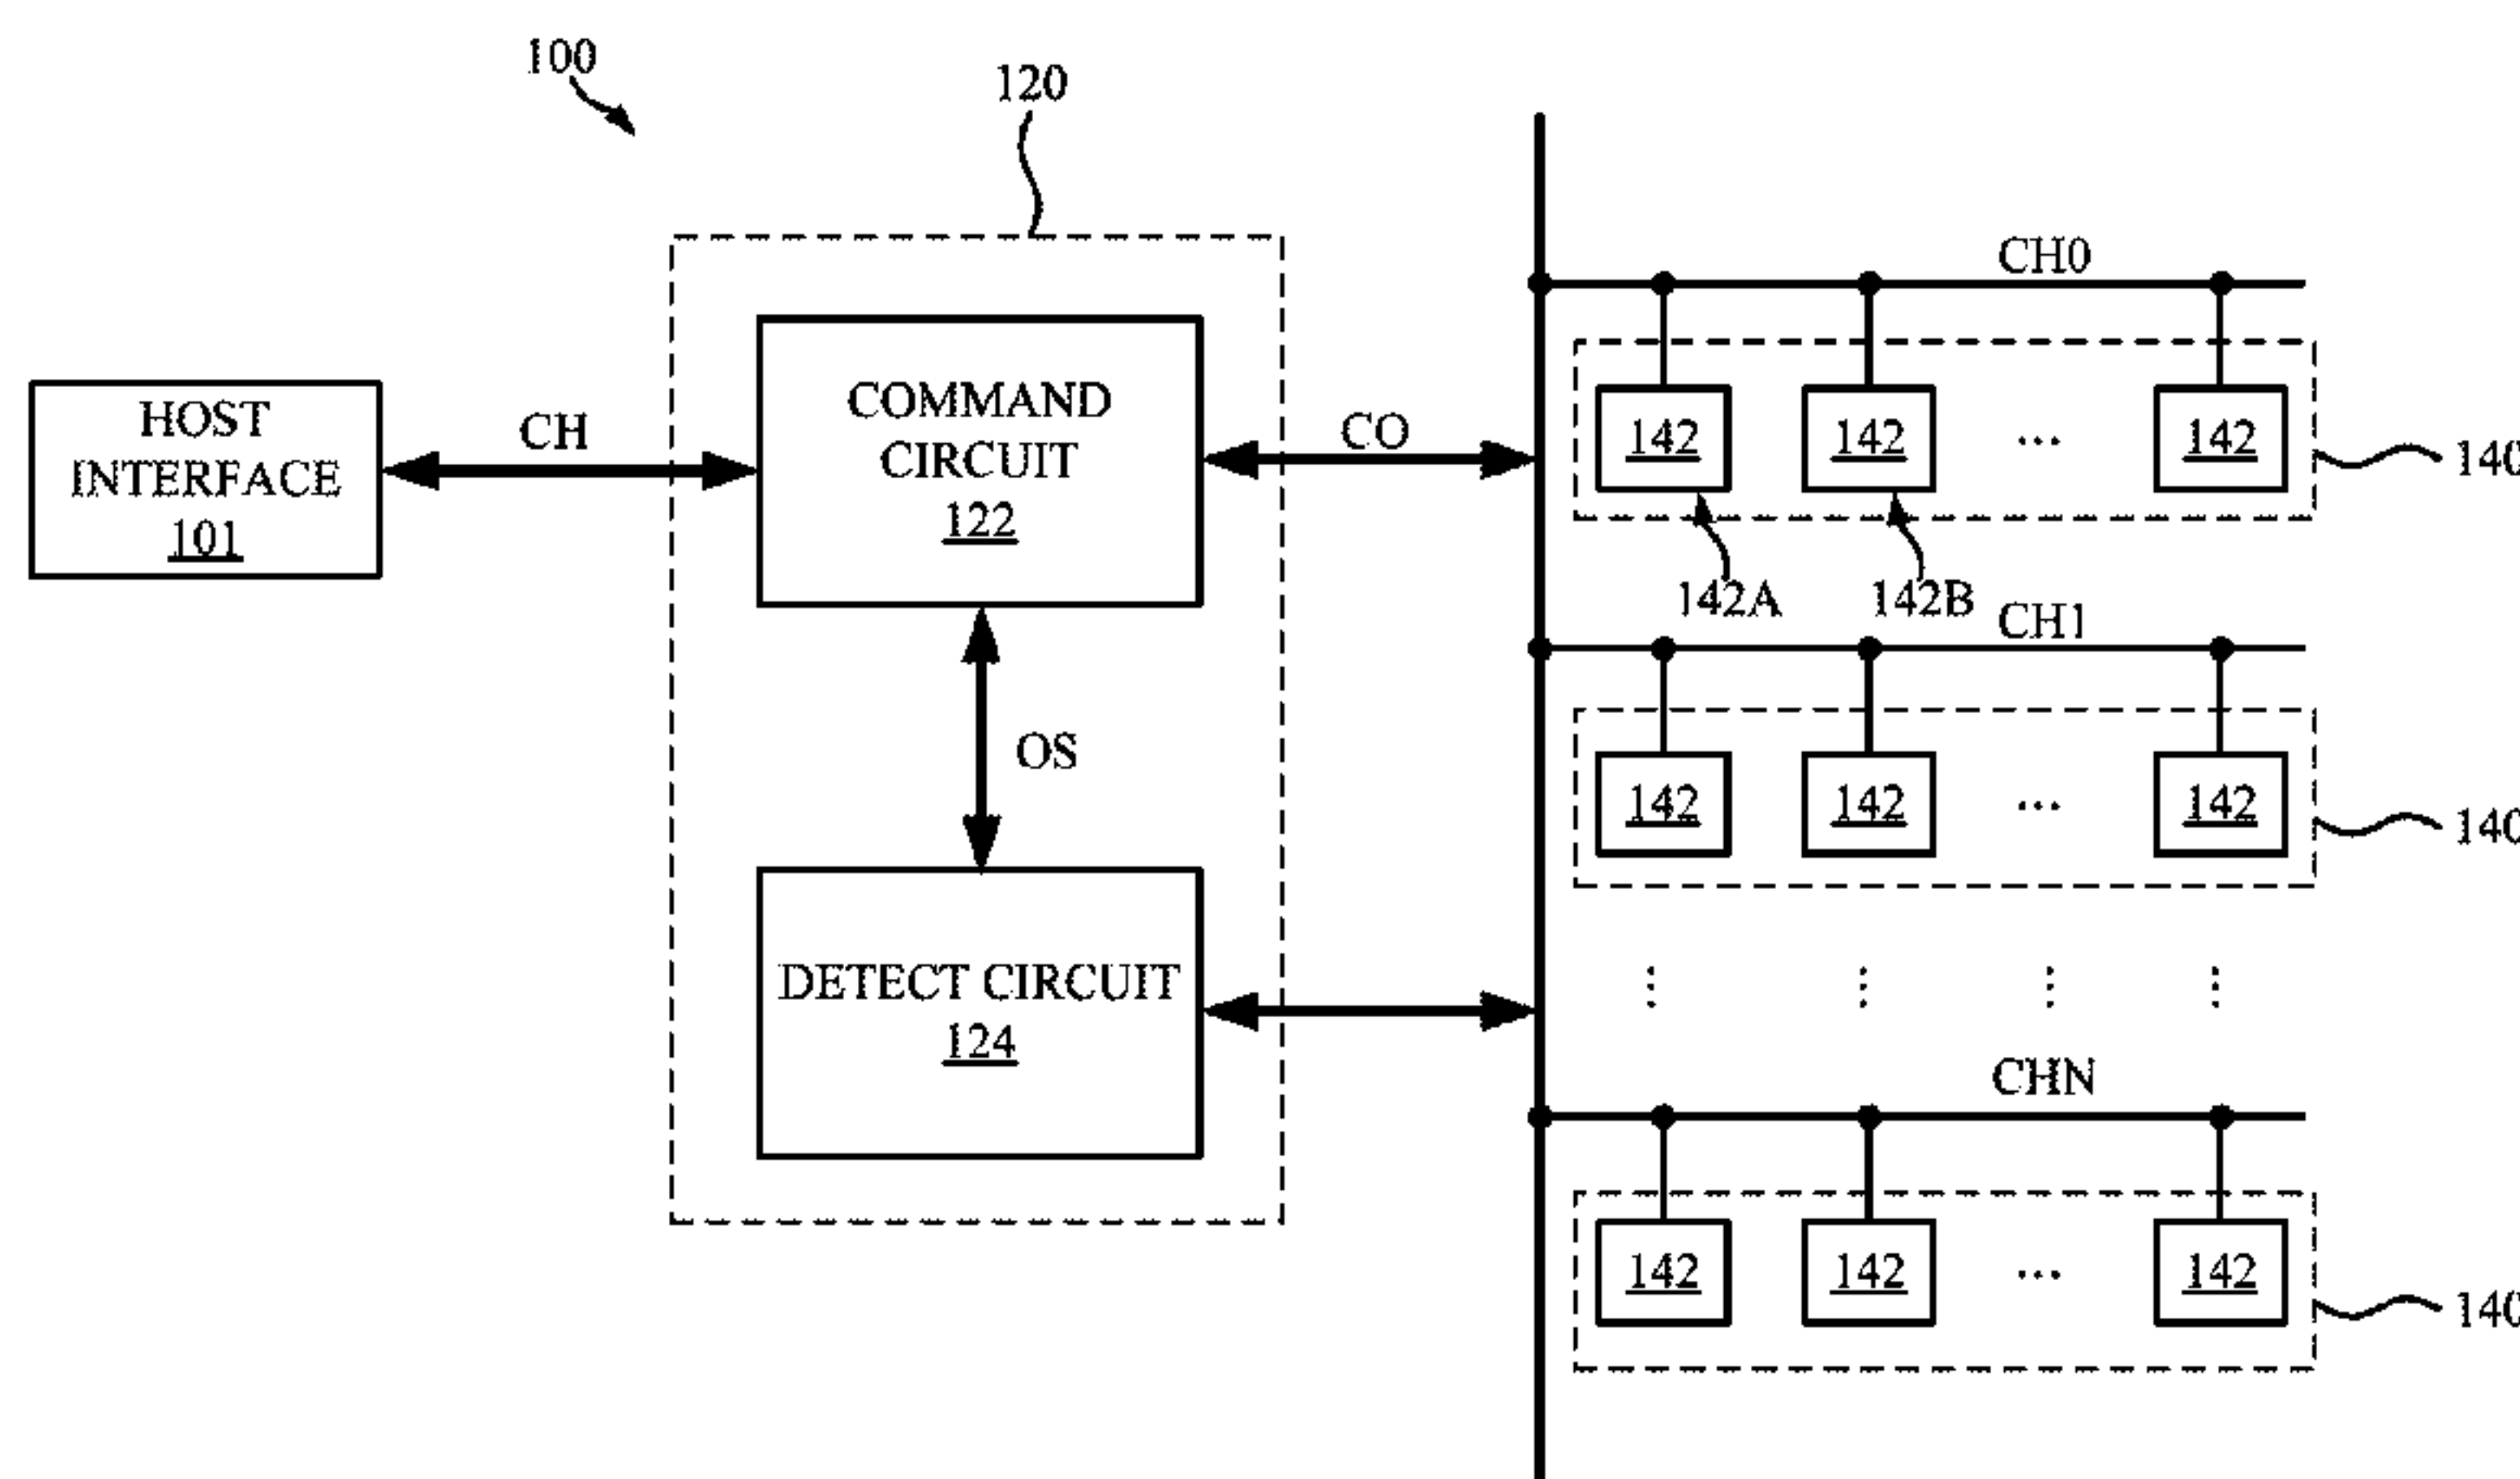 100
120
CH0
HOST
INTERFACE
101
CH
COMMAND
CIRCUIT
122
CO
142 142 ... 142
140
142A 142B
CH1
OS
142 142 ... 142
140
DETECT CIRCUIT
124
CHN
142 142 ... 142
140